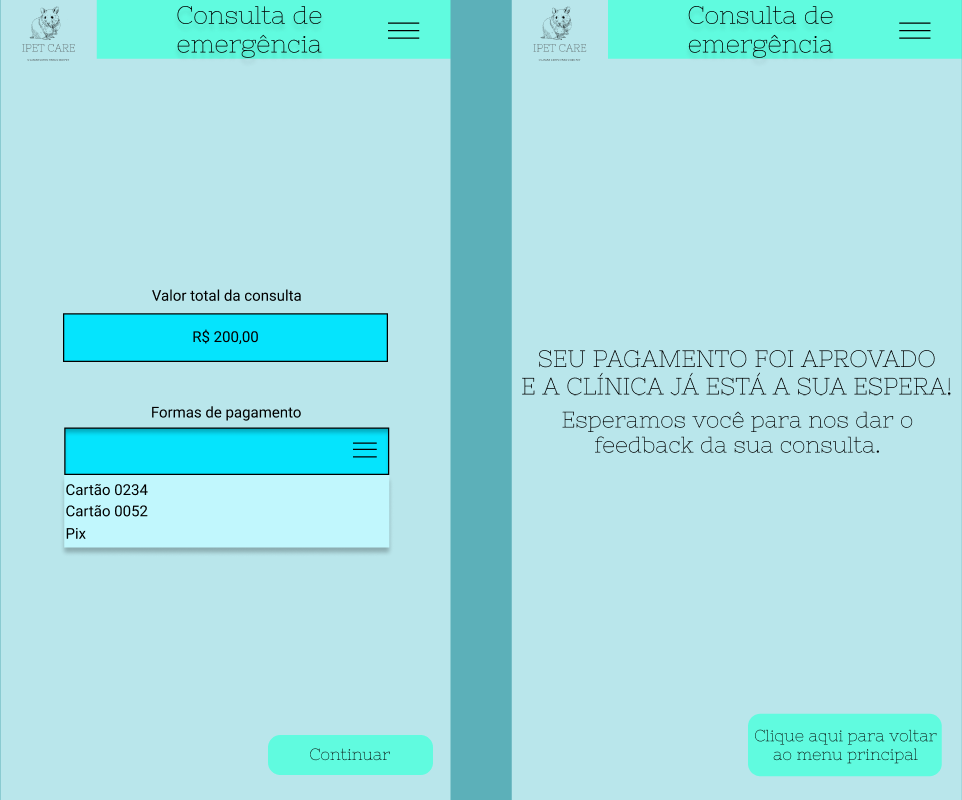 Consulta de
emergência
IPET CARE
Valor total da consulta
R$ 200,00
Formas de pagamento
Cartão 0234
Cartão 0052
Pix
Continuar
Consulta de
emergência
IPET CARE
SEU PAGAMENTO FOI APROVADO
E A CLÍNICA JÁ ESTÁ A SUA ESPERA!
Esperamos você para nos dar o
feedback da sua consulta.
Clique aqui para voltar
ao menu principal